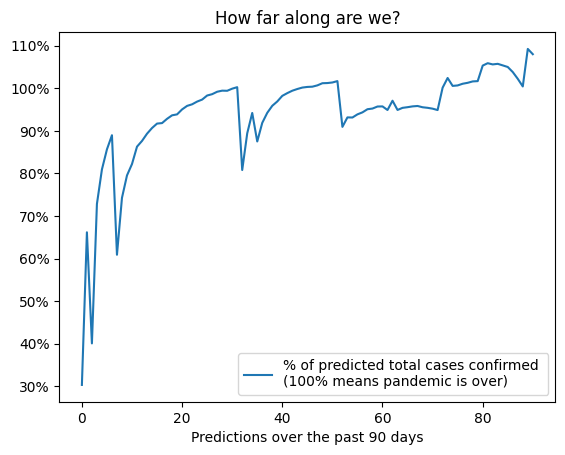 How far along are we?
110%
100%
90%
80%
70%
60%
50%
40%
30%
% of predicted total cases confirmed
(100% means pandemic is over)
0 20 40 60 80
Predictions over the past 90 days